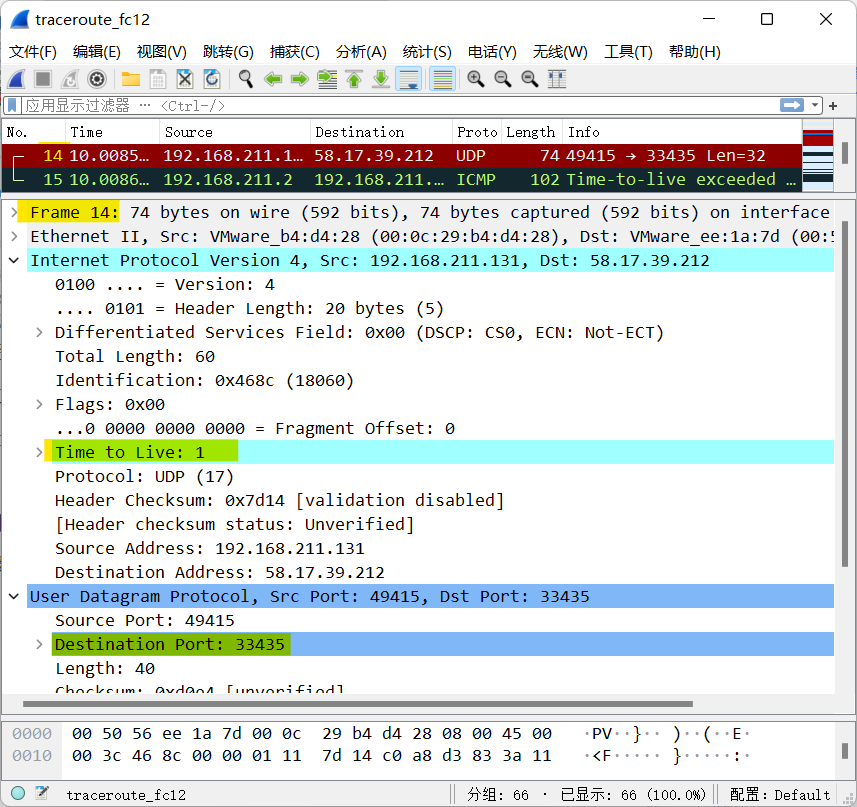 traceroute_fc12
文件(F) 编辑(E) 视图(V) 跳转(G) 捕获(C) 分析(A) 统计(S) 电话(Y) 无线(W) 工具(T) 帮助(H)
应用显示过滤器 ··· <Ctrl-/>
No. Time Source Destination Proto Length Info
14 10.0085… 192.168.211.1… 58.17.39.212 UDP 74 49415 → 33435 Len=32
15 10.0086… 192.168.211.2 192.168.211.… ICMP 102 Time-to-live exceeded …
Frame 14: 74 bytes on wire (592 bits), 74 bytes captured (592 bits) on interface
Ethernet II, Src: VMware_b4:d4:28 (00:0c:29:b4:d4:28), Dst: VMware_ee:1a:7d (00:5
Internet Protocol Version 4, Src: 192.168.211.131, Dst: 58.17.39.212
0100 .... = Version: 4
.... 0101 = Header Length: 20 bytes (5)
Differentiated Services Field: 0x00 (DSCP: CS0, ECN: Not-ECT)
Total Length: 60
Identification: 0x468c (18060)
Flags: 0x00
...0 0000 0000 0000 = Fragment Offset: 0
Time to Live: 1
Protocol: UDP (17)
Header Checksum: 0x7d14 [validation disabled]
[Header checksum status: Unverified]
Source Address: 192.168.211.131
Destination Address: 58.17.39.212
User Datagram Protocol, Src Port: 49415, Dst Port: 33435
Source Port: 49415
Destination Port: 33435
Length: 40
Checksum: 0xd0e4 [unverified]
0000 00 50 56 ee 1a 7d 00 0c 29 b4 d4 28 08 00 45 00 ·PV··}·· )··(··E·
0010 00 3c 46 8c 00 00 01 11 7d 14 c0 a8 d3 83 3a 11 ·<F····· }·····:·
traceroute_fc12 分组: 66 · 已显示: 66 (100.0%) 配置: Default